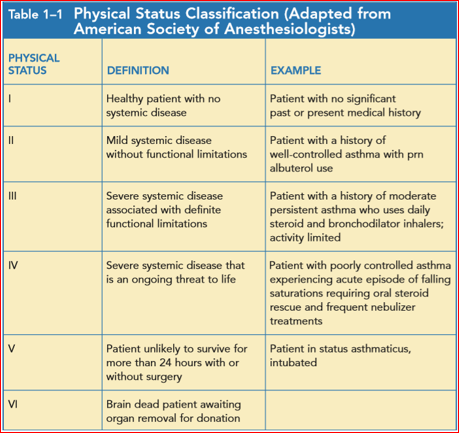 Table 1–1 Physical Status Classification (Adapted from
American Society of Anesthesiologists)
PHYSICAL
STATUS DEFINITION EXAMPLE
I Healthy patient with no Patient with no significant
systemic disease past or present medical history
II Mild systemic disease Patient with a history of
without functional limitations well-controlled asthma with prn
albuterol use
III Severe systemic disease Patient with a history of moderate
associated with definite persistent asthma who uses daily
functional limitations steroid and bronchodilator inhalers;
activity limited
IV Severe systemic disease that Patient with poorly controlled asthma
is an ongoing threat to life experiencing acute episode of falling
saturations requiring oral steroid
rescue and frequent nebulizer
treatments
V Patient unlikely to survive for Patient in status asthmaticus,
more than 24 hours with or intubated
without surgery
VI Brain dead patient awaiting
organ removal for donation